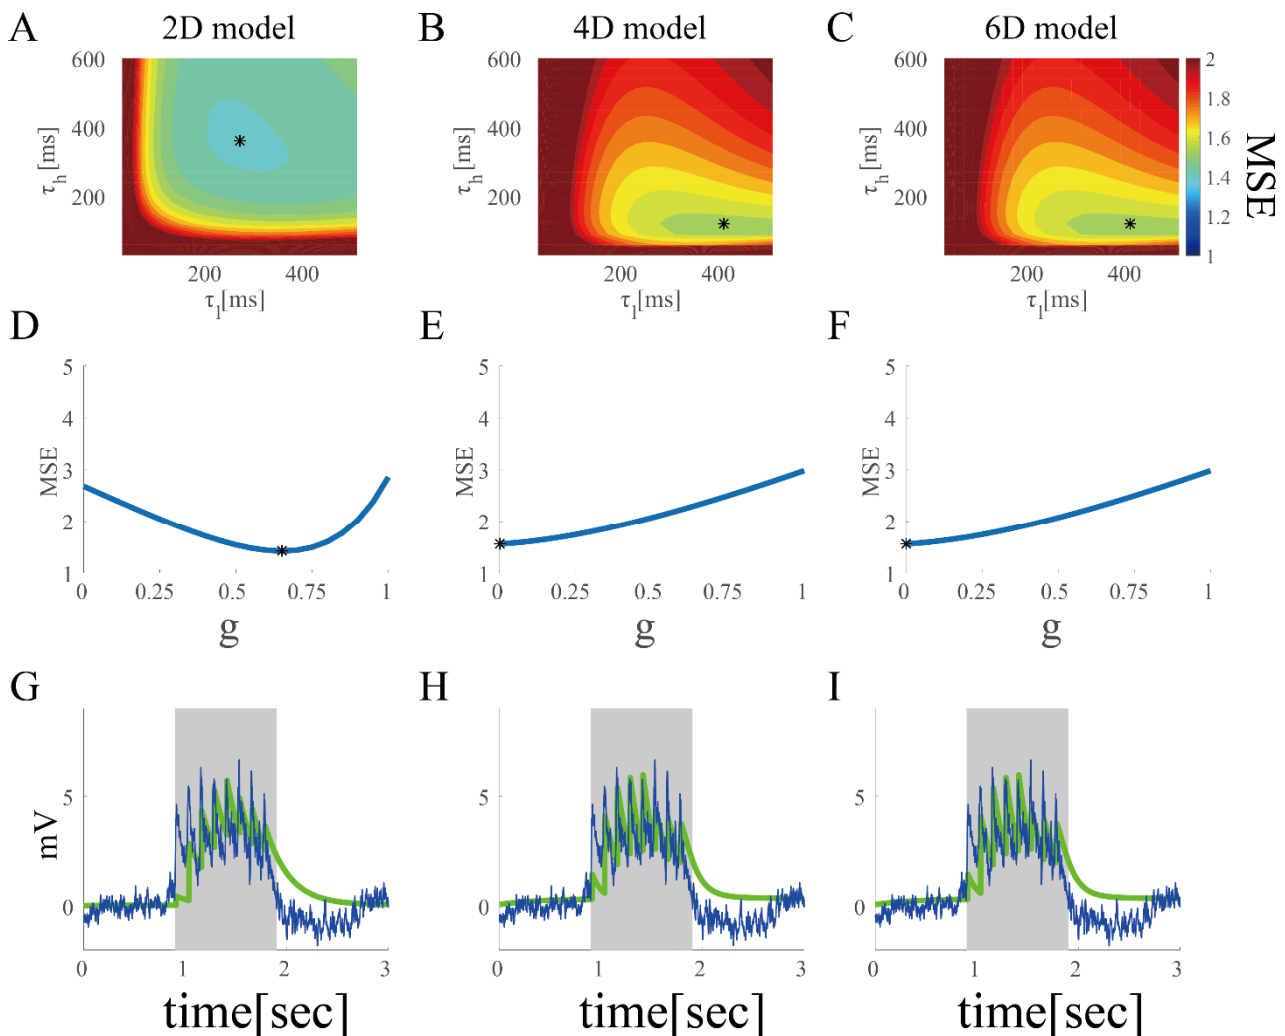 A 2D model B 4D model C 6D model
600 600 600 2
400 400 400 1.8
200 200 200 1.6
1.4
1.2
1
τh[ms] τh[ms] τh[ms] MSE
200 400 200 400 200 400
τl[ms] τl[ms] τl[ms]
D E F
5 5 5
4 4 4
3 3 3
2 2 2
1 1 1
MSE MSE MSE
0 0.25 0.5 0.75 1 0 0.25 0.5 0.75 1 0 0.25 0.5 0.75 1
g g g
G H I
5 5 5
0 0 0
mV
0 1 2 3 0 1 2 3 0 1 2 3
time[sec] time[sec] time[sec]